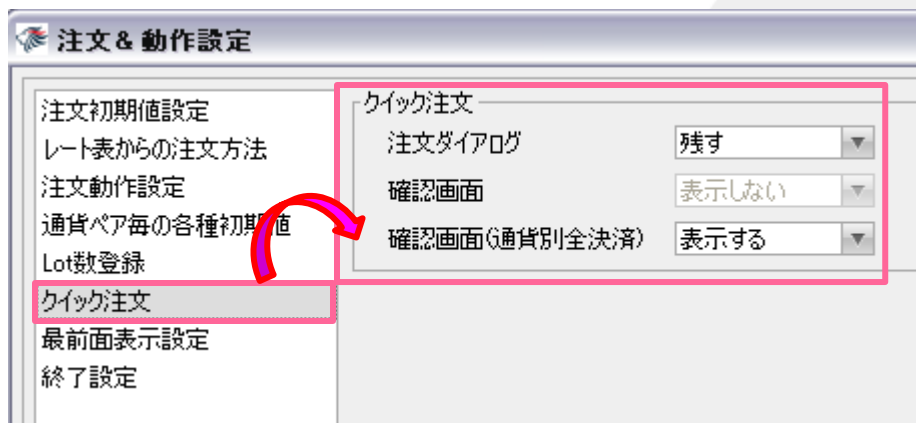 注文& 動作設定
注文初期値設定
レート表からの注文方法
注文動作設定
通貨ペア毎の各種初期値
Lot数登録
クイック注文
最前面表示設定
終了設定
クイック注文
注文ダイアログ 残す
確認画面 表示しない
確認画面(通貨別全決済) 表示する